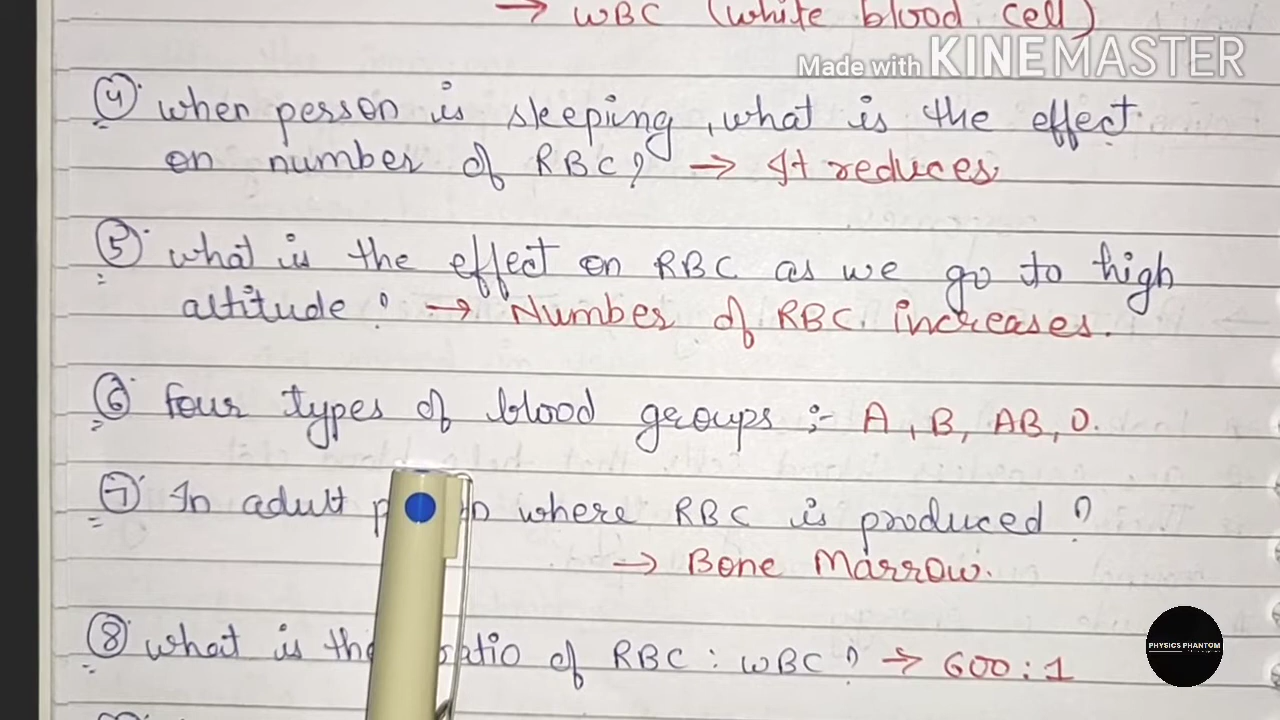 → WBC (white blood cell)
Made with KINEMASTER
④ when person is sleeping, what is the effect
on number of RBC? → It reduces
⑤ what is the effect on RBC as we go to high
altitude? → Number of RBC increases.
⑥ four types of blood groups :- A, B, AB, O.
⑦ In adult where RBC is produced?
→ Bone Marrow.
⑧ what is the ratio of RBC : WBC? → 600 : 1
PHYSICS PHANTOM